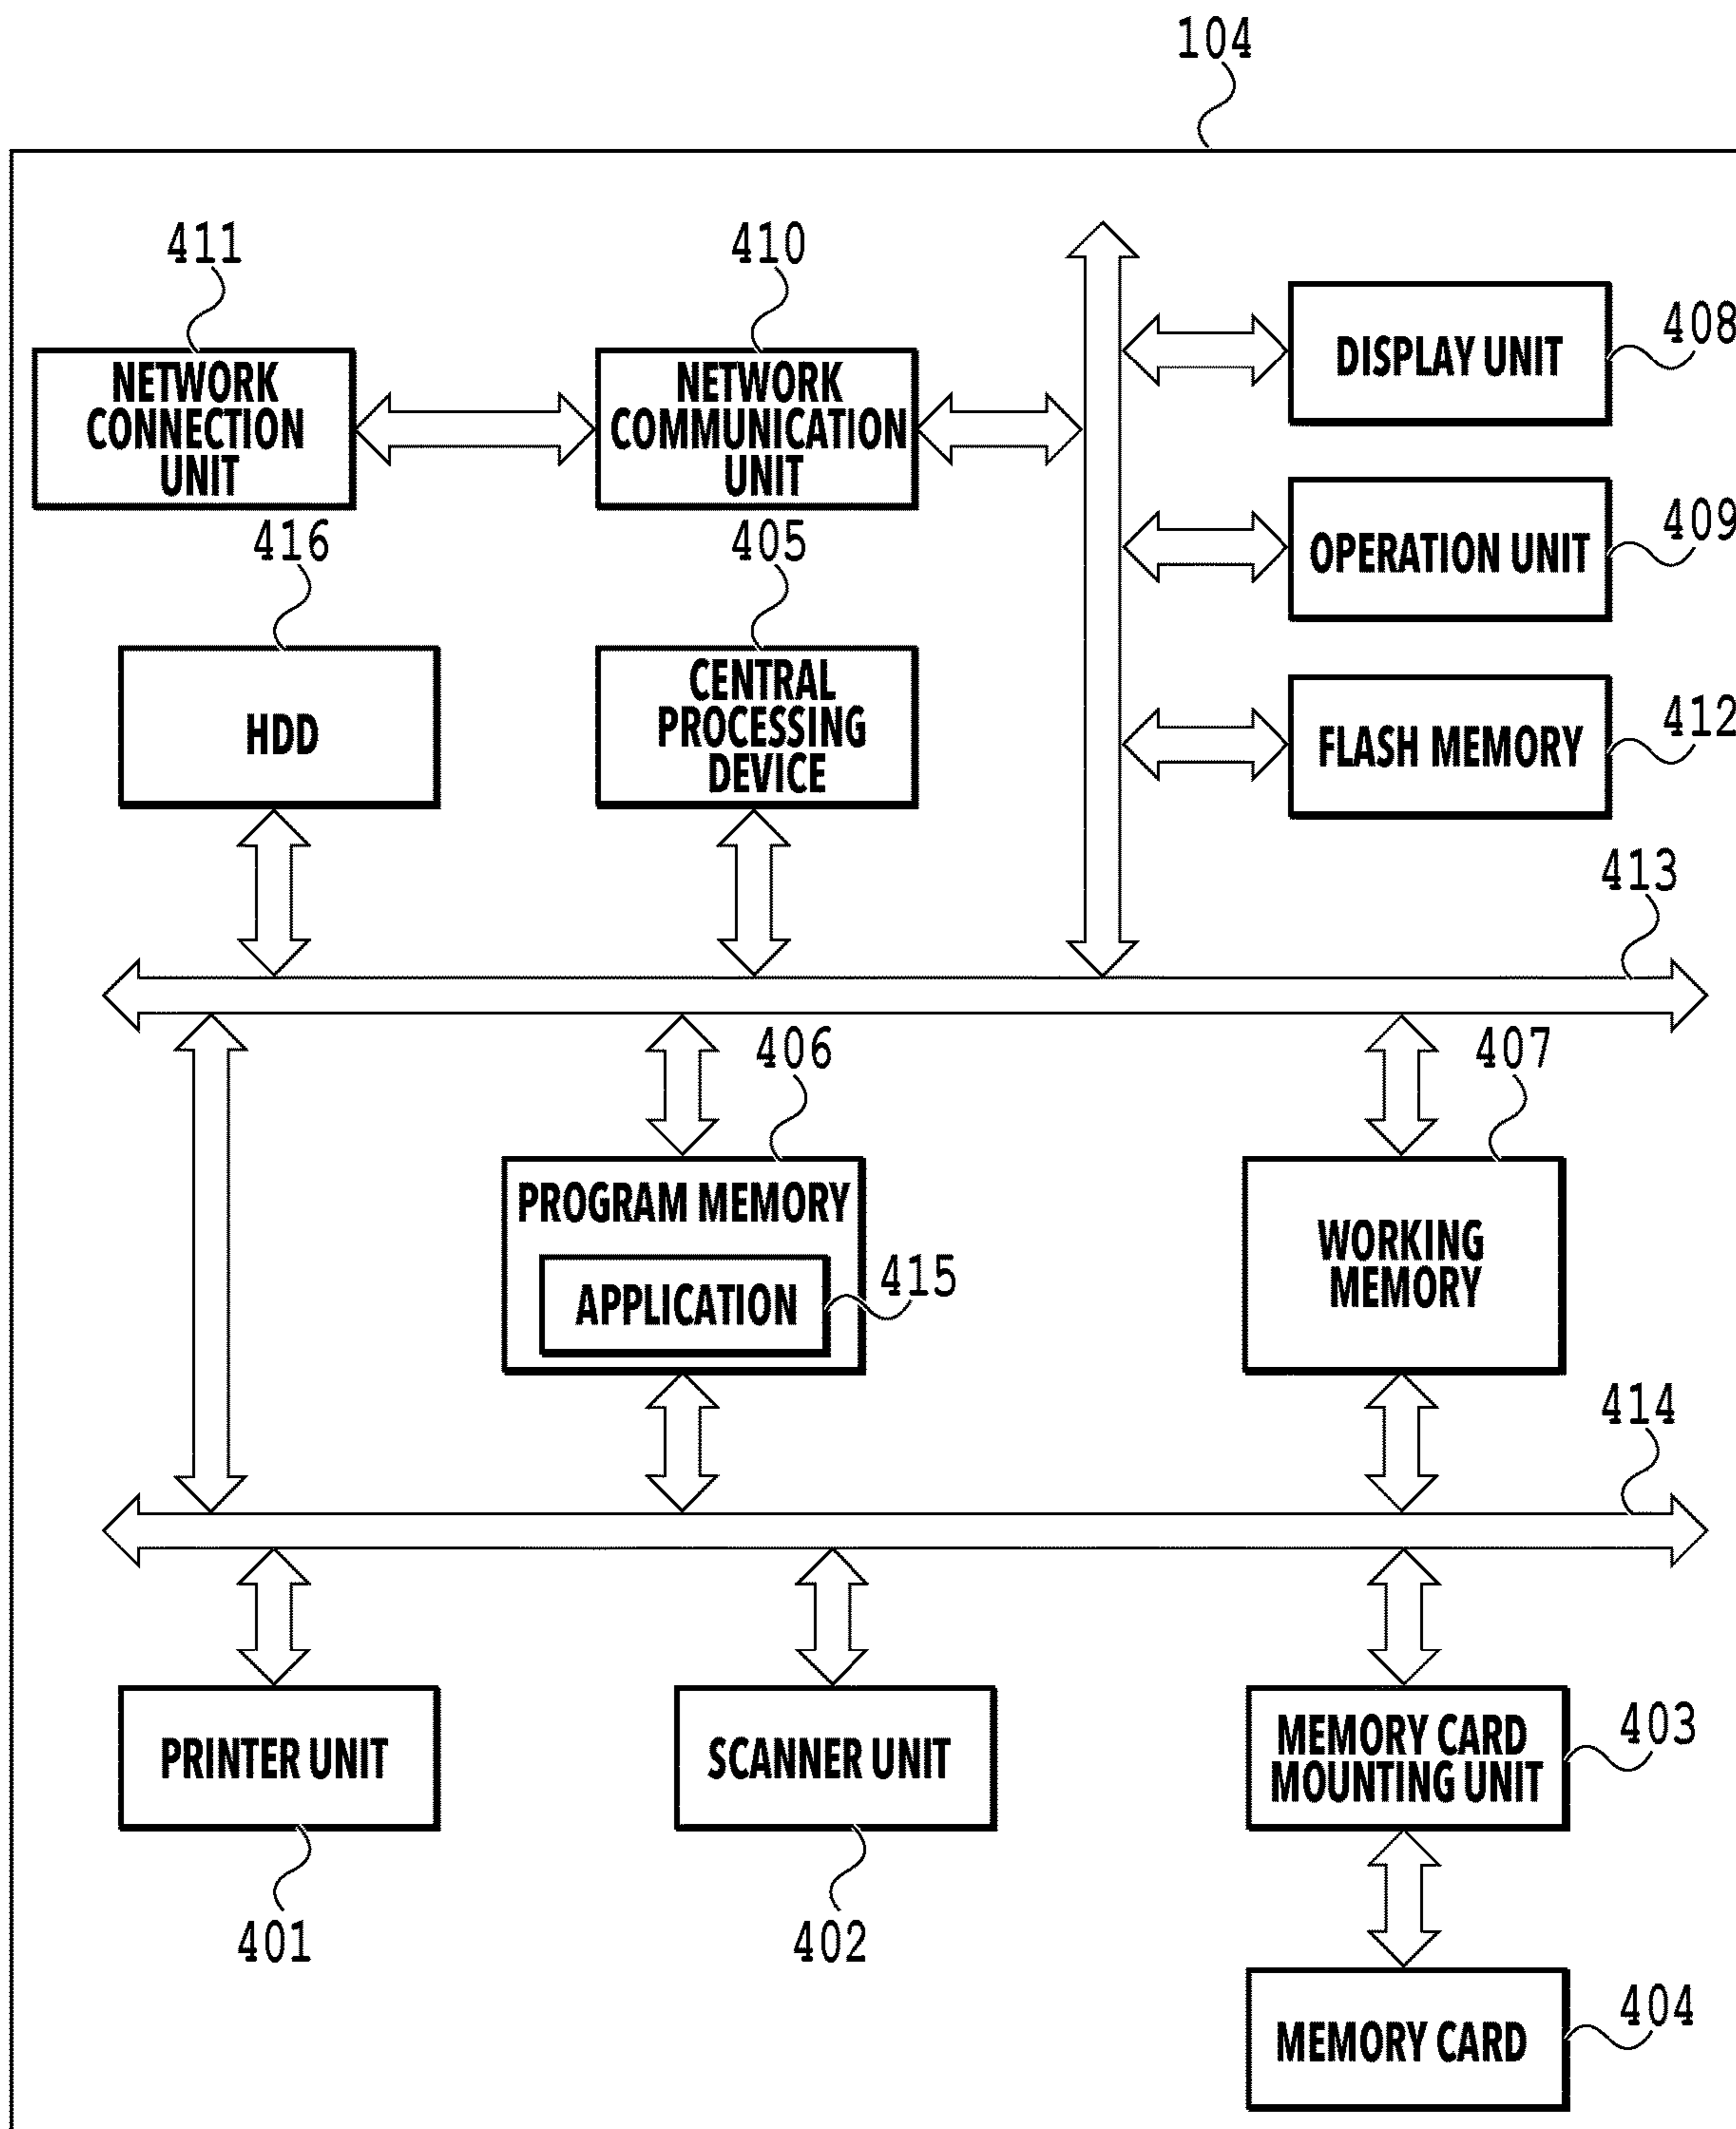 104
411
410
NETWORK
CONNECTION
UNIT
NETWORK
COMMUNICATION
UNIT
DISPLAY UNIT
408
OPERATION UNIT
409
416
405
HDD
CENTRAL
PROCESSING
DEVICE
FLASH MEMORY
412
413
406
407
PROGRAM MEMORY
APPLICATION
415
WORKING
MEMORY
414
PRINTER UNIT
SCANNER UNIT
MEMORY CARD
MOUNTING UNIT
403
401
402
MEMORY CARD
404